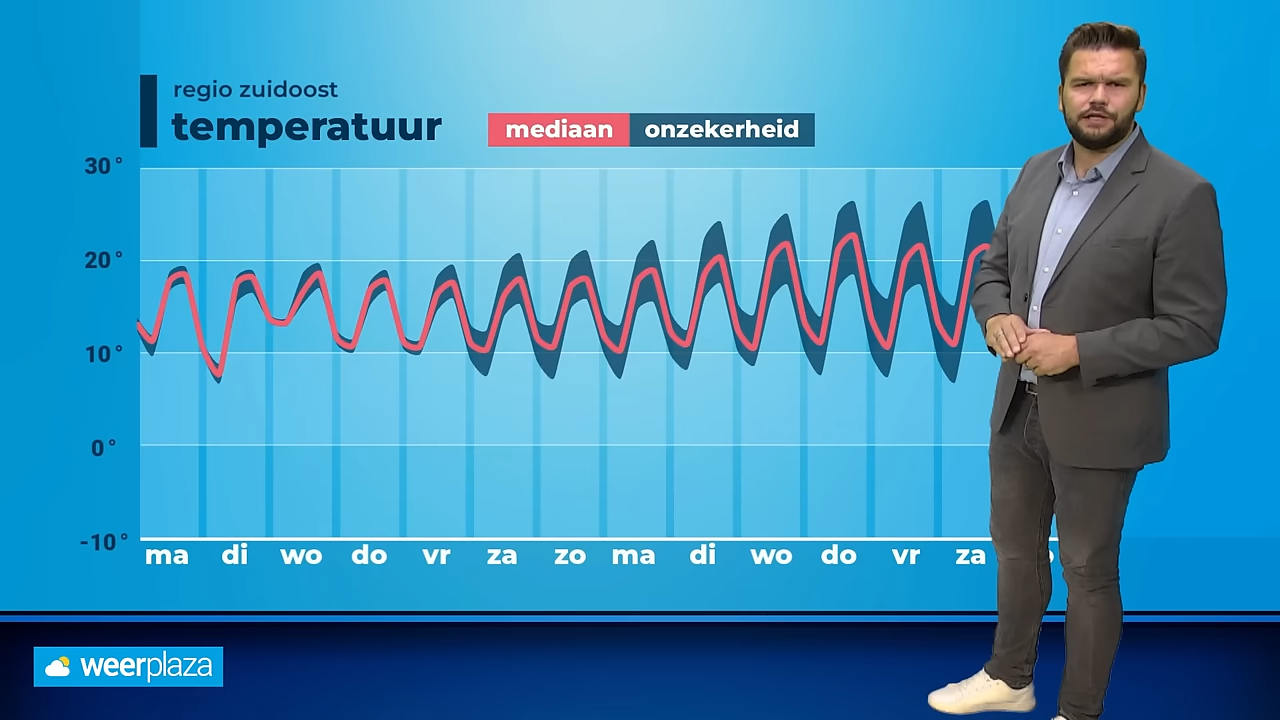 regio zuidoost
temperatuur
mediaan onzekerheid
30°
20°
10°
0°
-10°
ma di wo do vr za zo ma di wo do vr za
weerplaza